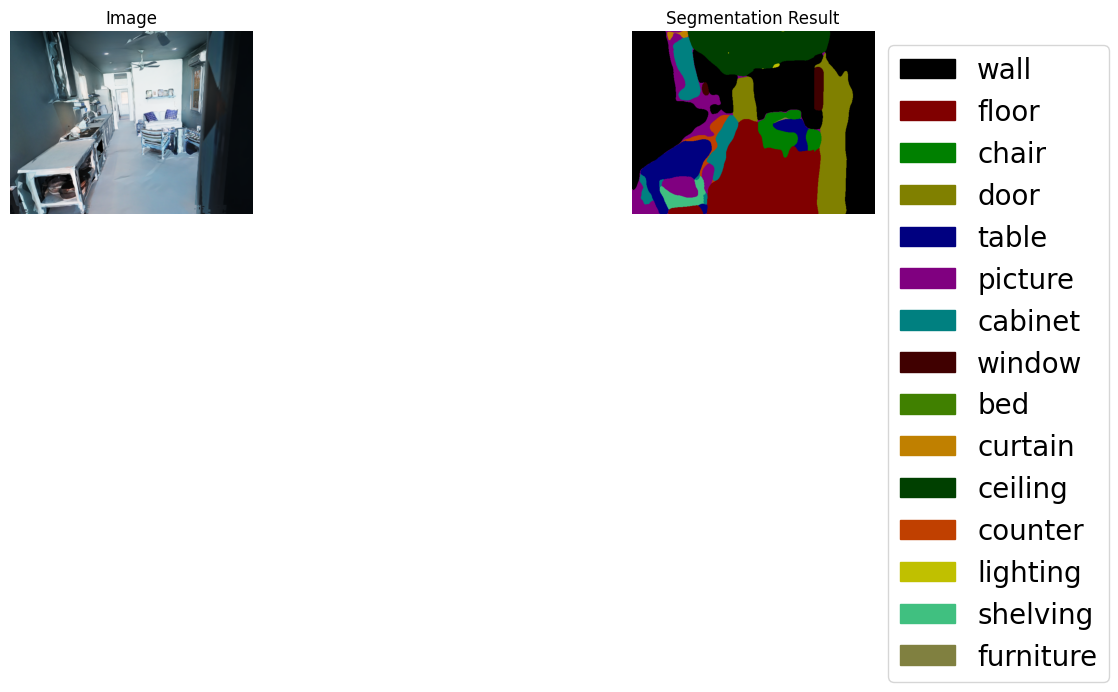 Image
Segmentation Result
wall
floor
chair
door
table
picture
cabinet
window
bed
curtain
ceiling
counter
lighting
shelving
furniture